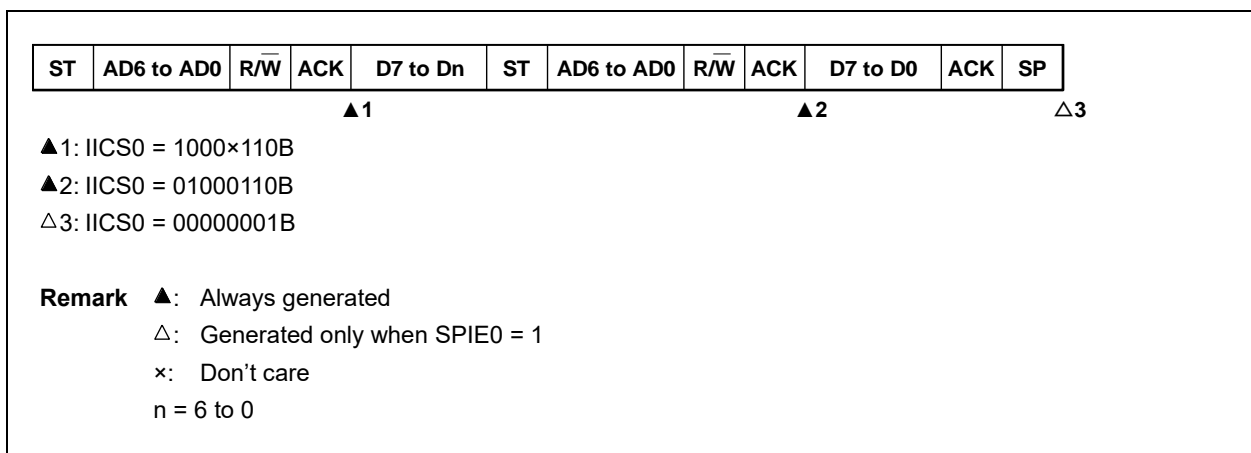 ST AD6 to AD0 R/W̅ ACK D7 to Dn ST AD6 to AD0 R/W̅ ACK D7 to D0 ACK SP
▲1 ▲2 △3
▲1: IICS0 = 1000×110B
▲2: IICS0 = 01000110B
△3: IICS0 = 00000001B
Remark ▲: Always generated
△: Generated only when SPIE0 = 1
×: Don't care
n = 6 to 0